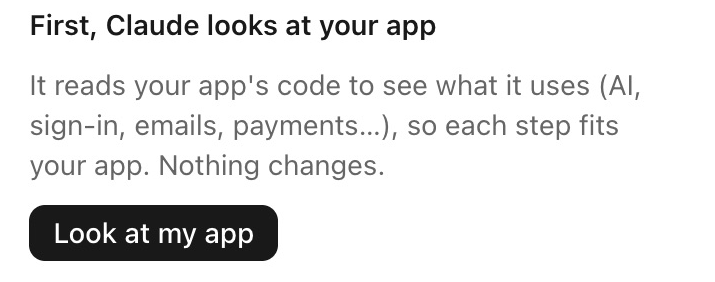 First, Claude looks at your app
It reads your app's code to see what it uses (AI,
sign-in, emails, payments...), so each step fits
your app. Nothing changes.
Look at my app